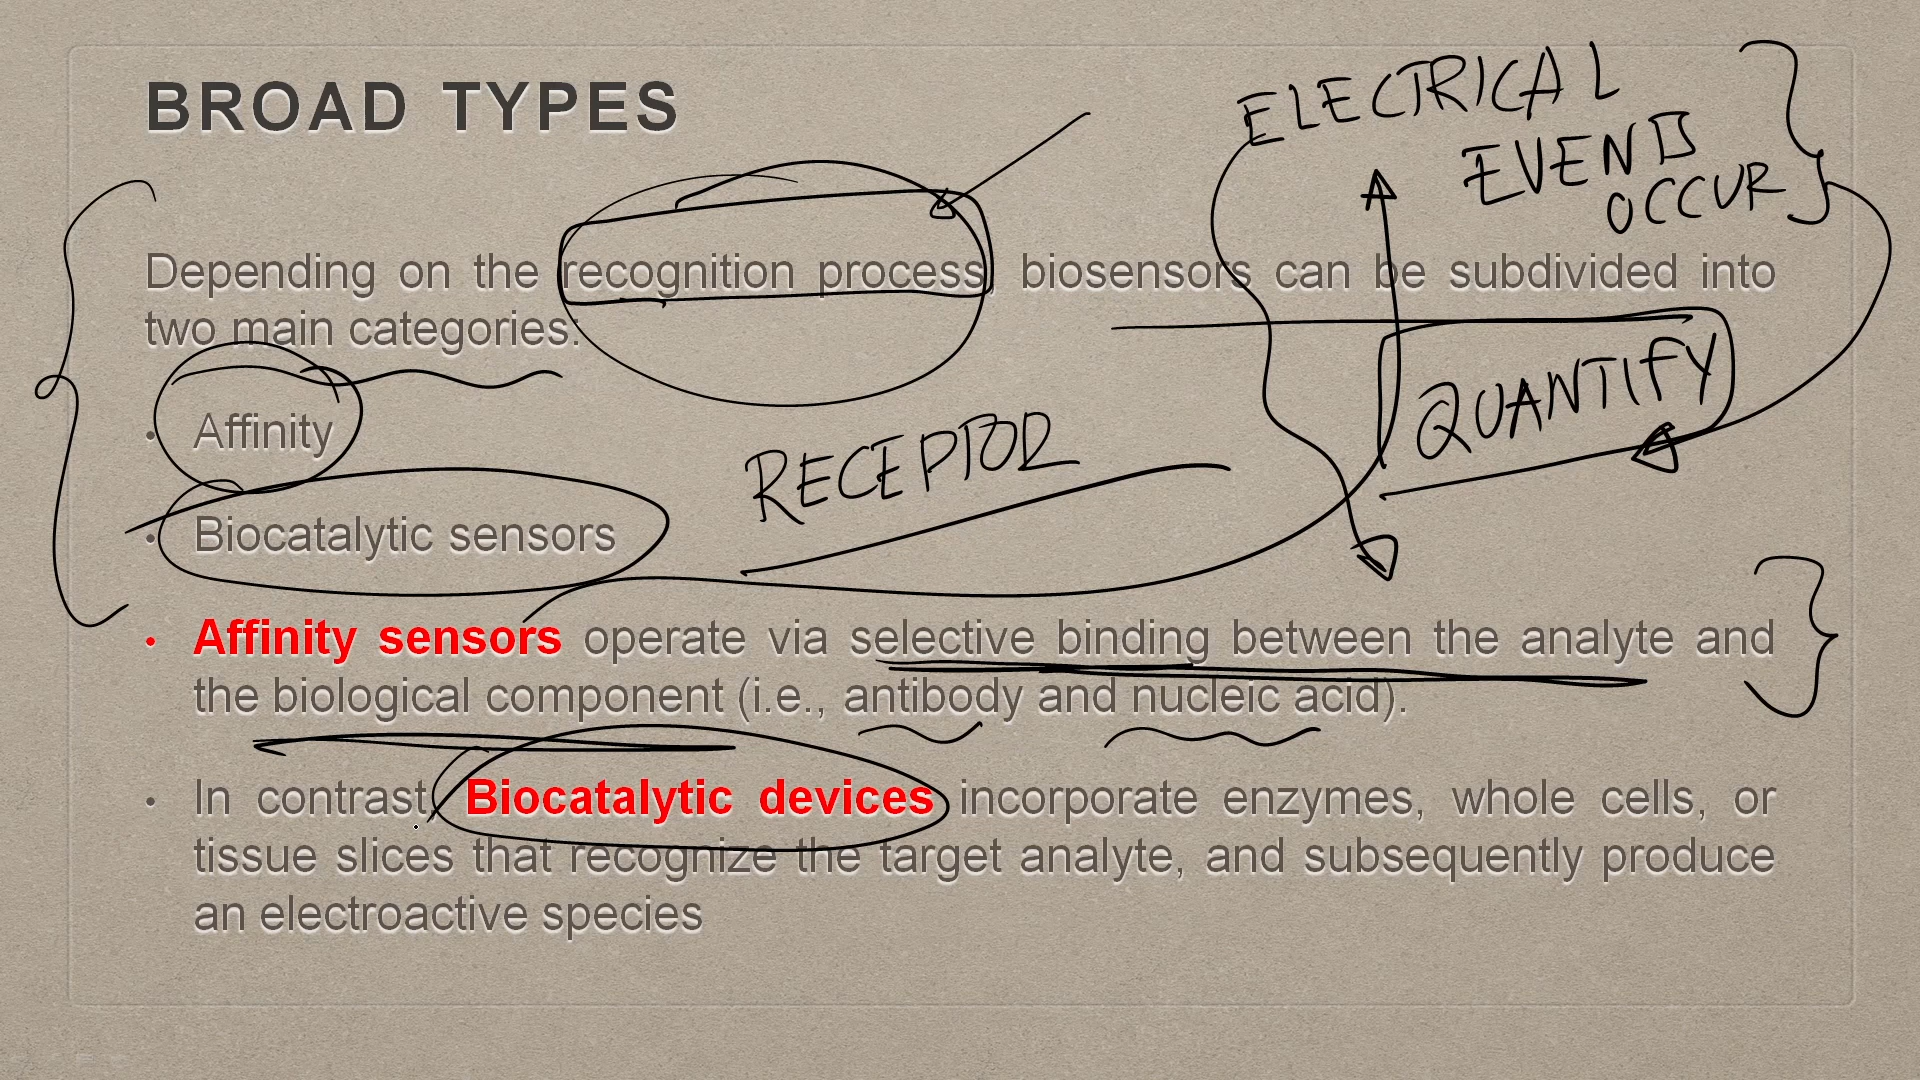 BROAD TYPES
ELECTRICAL
EVENTS
OCCUR
Depending on the recognition process, biosensors can be subdivided into
two main categories:
QUANTIFY
• Affinity
RECEPTOR
• Biocatalytic sensors
• Affinity sensors operate via selective binding between the analyte and
the biological component (i.e., antibody and nucleic acid).
• In contrast, Biocatalytic devices incorporate enzymes, whole cells, or
tissue slices that recognize the target analyte, and subsequently produce
an electroactive species